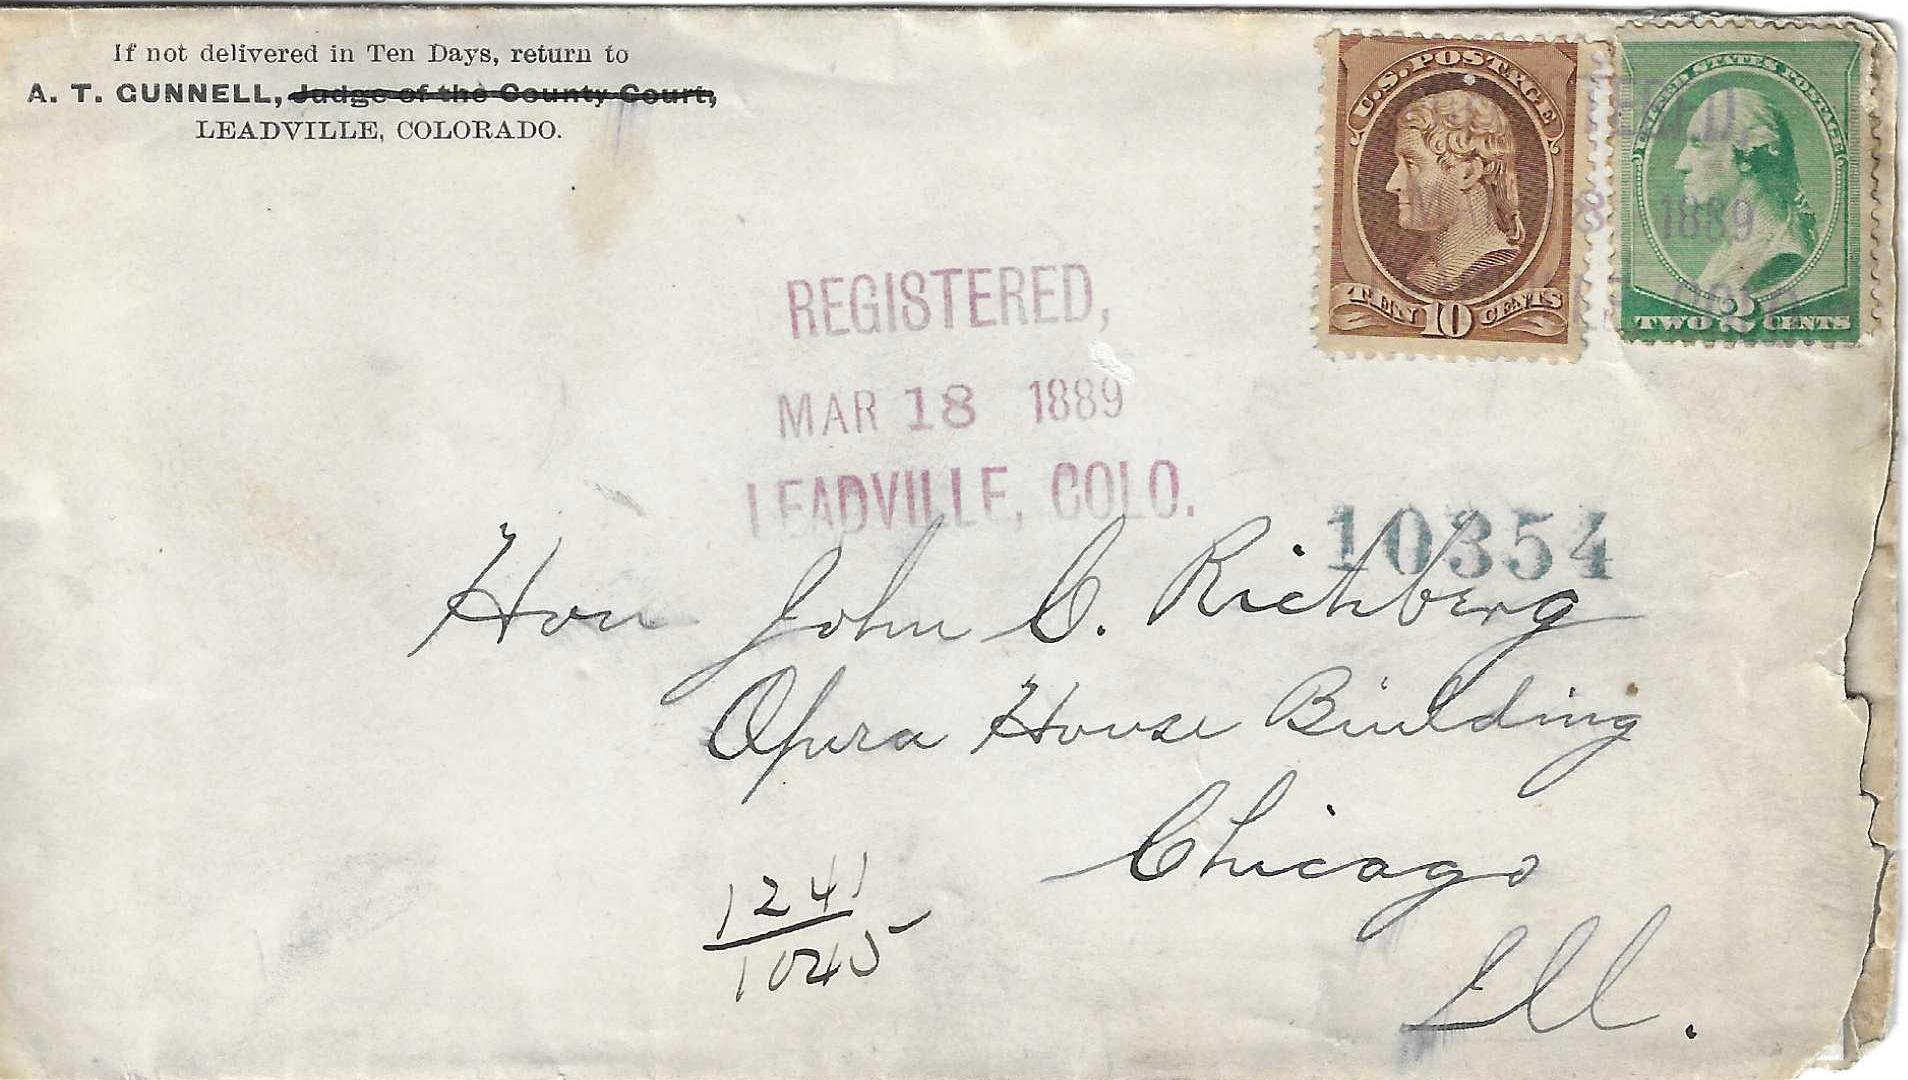 If not delivered in Ten Days, return to
A. T. GUNNELL, Judge of the County Court,
LEADVILLE, COLORADO.
U.S. POSTAGE
TEN 10 CENTS
UNITED STATES POSTAGE
TWO 2 CENTS
1889
REGISTERED,
MAR 18 1889
LEADVILLE, COLO.
10354
Hon John C. Richberg
Opera House Building
Chicago
Ill.
1241
1045